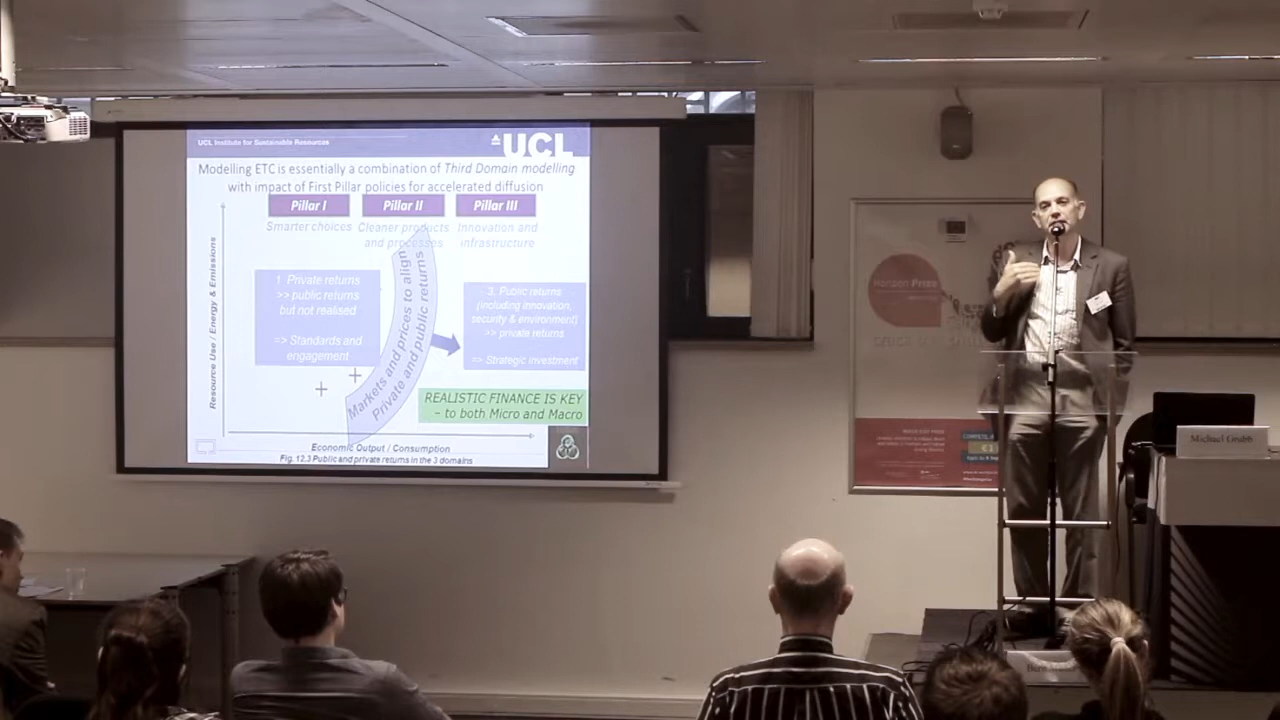 UCL Institute for Sustainable Resources
UCL
Modelling ETC is essentially a combination of Third Domain modelling
with impact of First Pillar policies for accelerated diffusion
Pillar I
Pillar II
Pillar III
Smarter choices
Cleaner products
and processes
Innovation and
infrastructure
Resource Use / Energy & Emissions
1 Private returns
>> public returns
but not realised
=> Standards and
engagement
Markets and prices to align
Private and public returns
3. Public returns
(including innovation,
security & environment)
>> private returns
=> Strategic investment
REALISTIC FINANCE IS KEY
– to both Micro and Macro
Economic Output / Consumption
Fig. 12.3 Public and private returns in the 3 domains
Horizon Prize
Michael Grubb